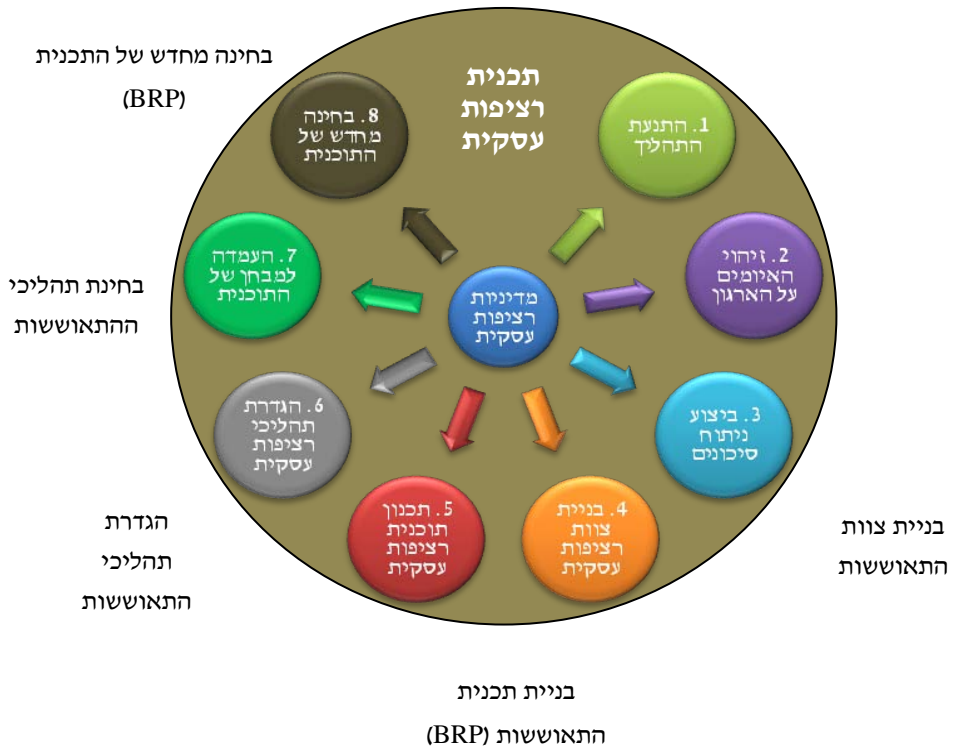 תכנית
רציפות
עסקית
1. התנעת
התהליך
2. זיהוי
האיומים
על הארגון
3. ביצוע
ניתוח
סיכונים
4. בניית
צוות
רציפות
עסקית
5. תכנון
תוכנית
רציפות
עסקית
6. הגדרת
תהליכי
רציפות
עסקית
7. העמדה
למבחן של
התוכנית
8. בחינה
מחדש של
התוכנית
מדיניות
רציפות
עסקית
בניית צוות
התאוששות
בניית תכנית
התאוששות (BRP)
הגדרת
תהליכי
התאוששות
בחינת תהליכי
ההתאוששות
בחינה מחדש של התכנית
(BRP)